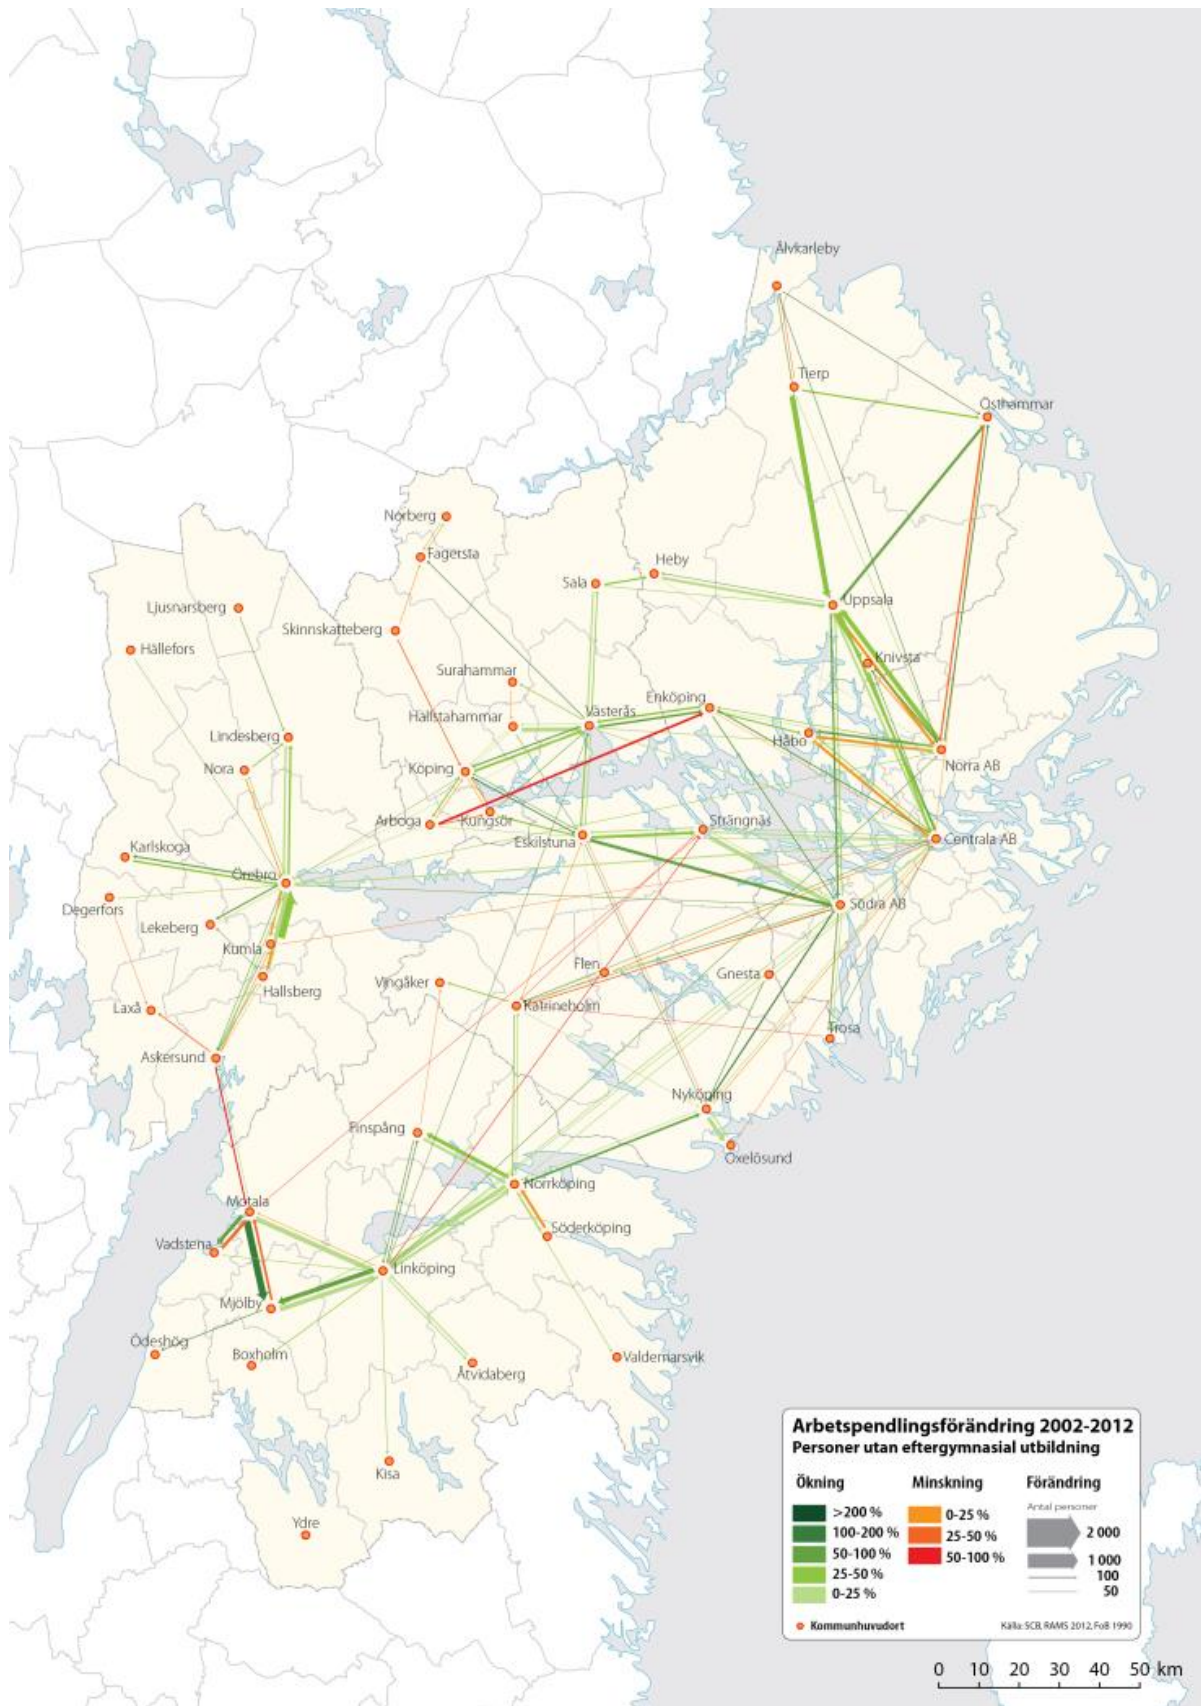 Älvkarleby
Tierp
Östhammar
Norberg
Fagersta
Heby
Sala
Uppsala
Ljusnarsberg
Skinnskatteberg
Hällefors
Knivsta
Surahammar
Enköping
Västerås
Hallstahammar
Lindesberg
Håbo
Norra AB
Nora
Köping
Arboga
Kungsör
Strängnäs
Eskilstuna
Centrala AB
Karlskoga
Örebro
Degerfors
Södra AB
Lekeberg
Kumla
Flen
Gnesta
Hallsberg
Vingåker
Katrineholm
Laxå
Trosa
Askersund
Nyköping
Finspång
Oxelösund
Norrköping
Motala
Söderköping
Vadstena
Linköping
Mjölby
Ödeshög
Boxholm
Valdemarsvik
Åtvidaberg
Kisa
Ydre
Arbetspendlingsförändring 2002-2012
Personer utan eftergymnasial utbildning
Ökning Minskning Förändring
Antal personer
>200 % 0-25 % 2 000
100-200 % 25-50 %
50-100 % 50-100 % 1 000
25-50 % 100
0-25 % 50
Kommunhuvudort Källa: SCB, RAMS 2012, FoB 1990
0 10 20 30 40 50 km